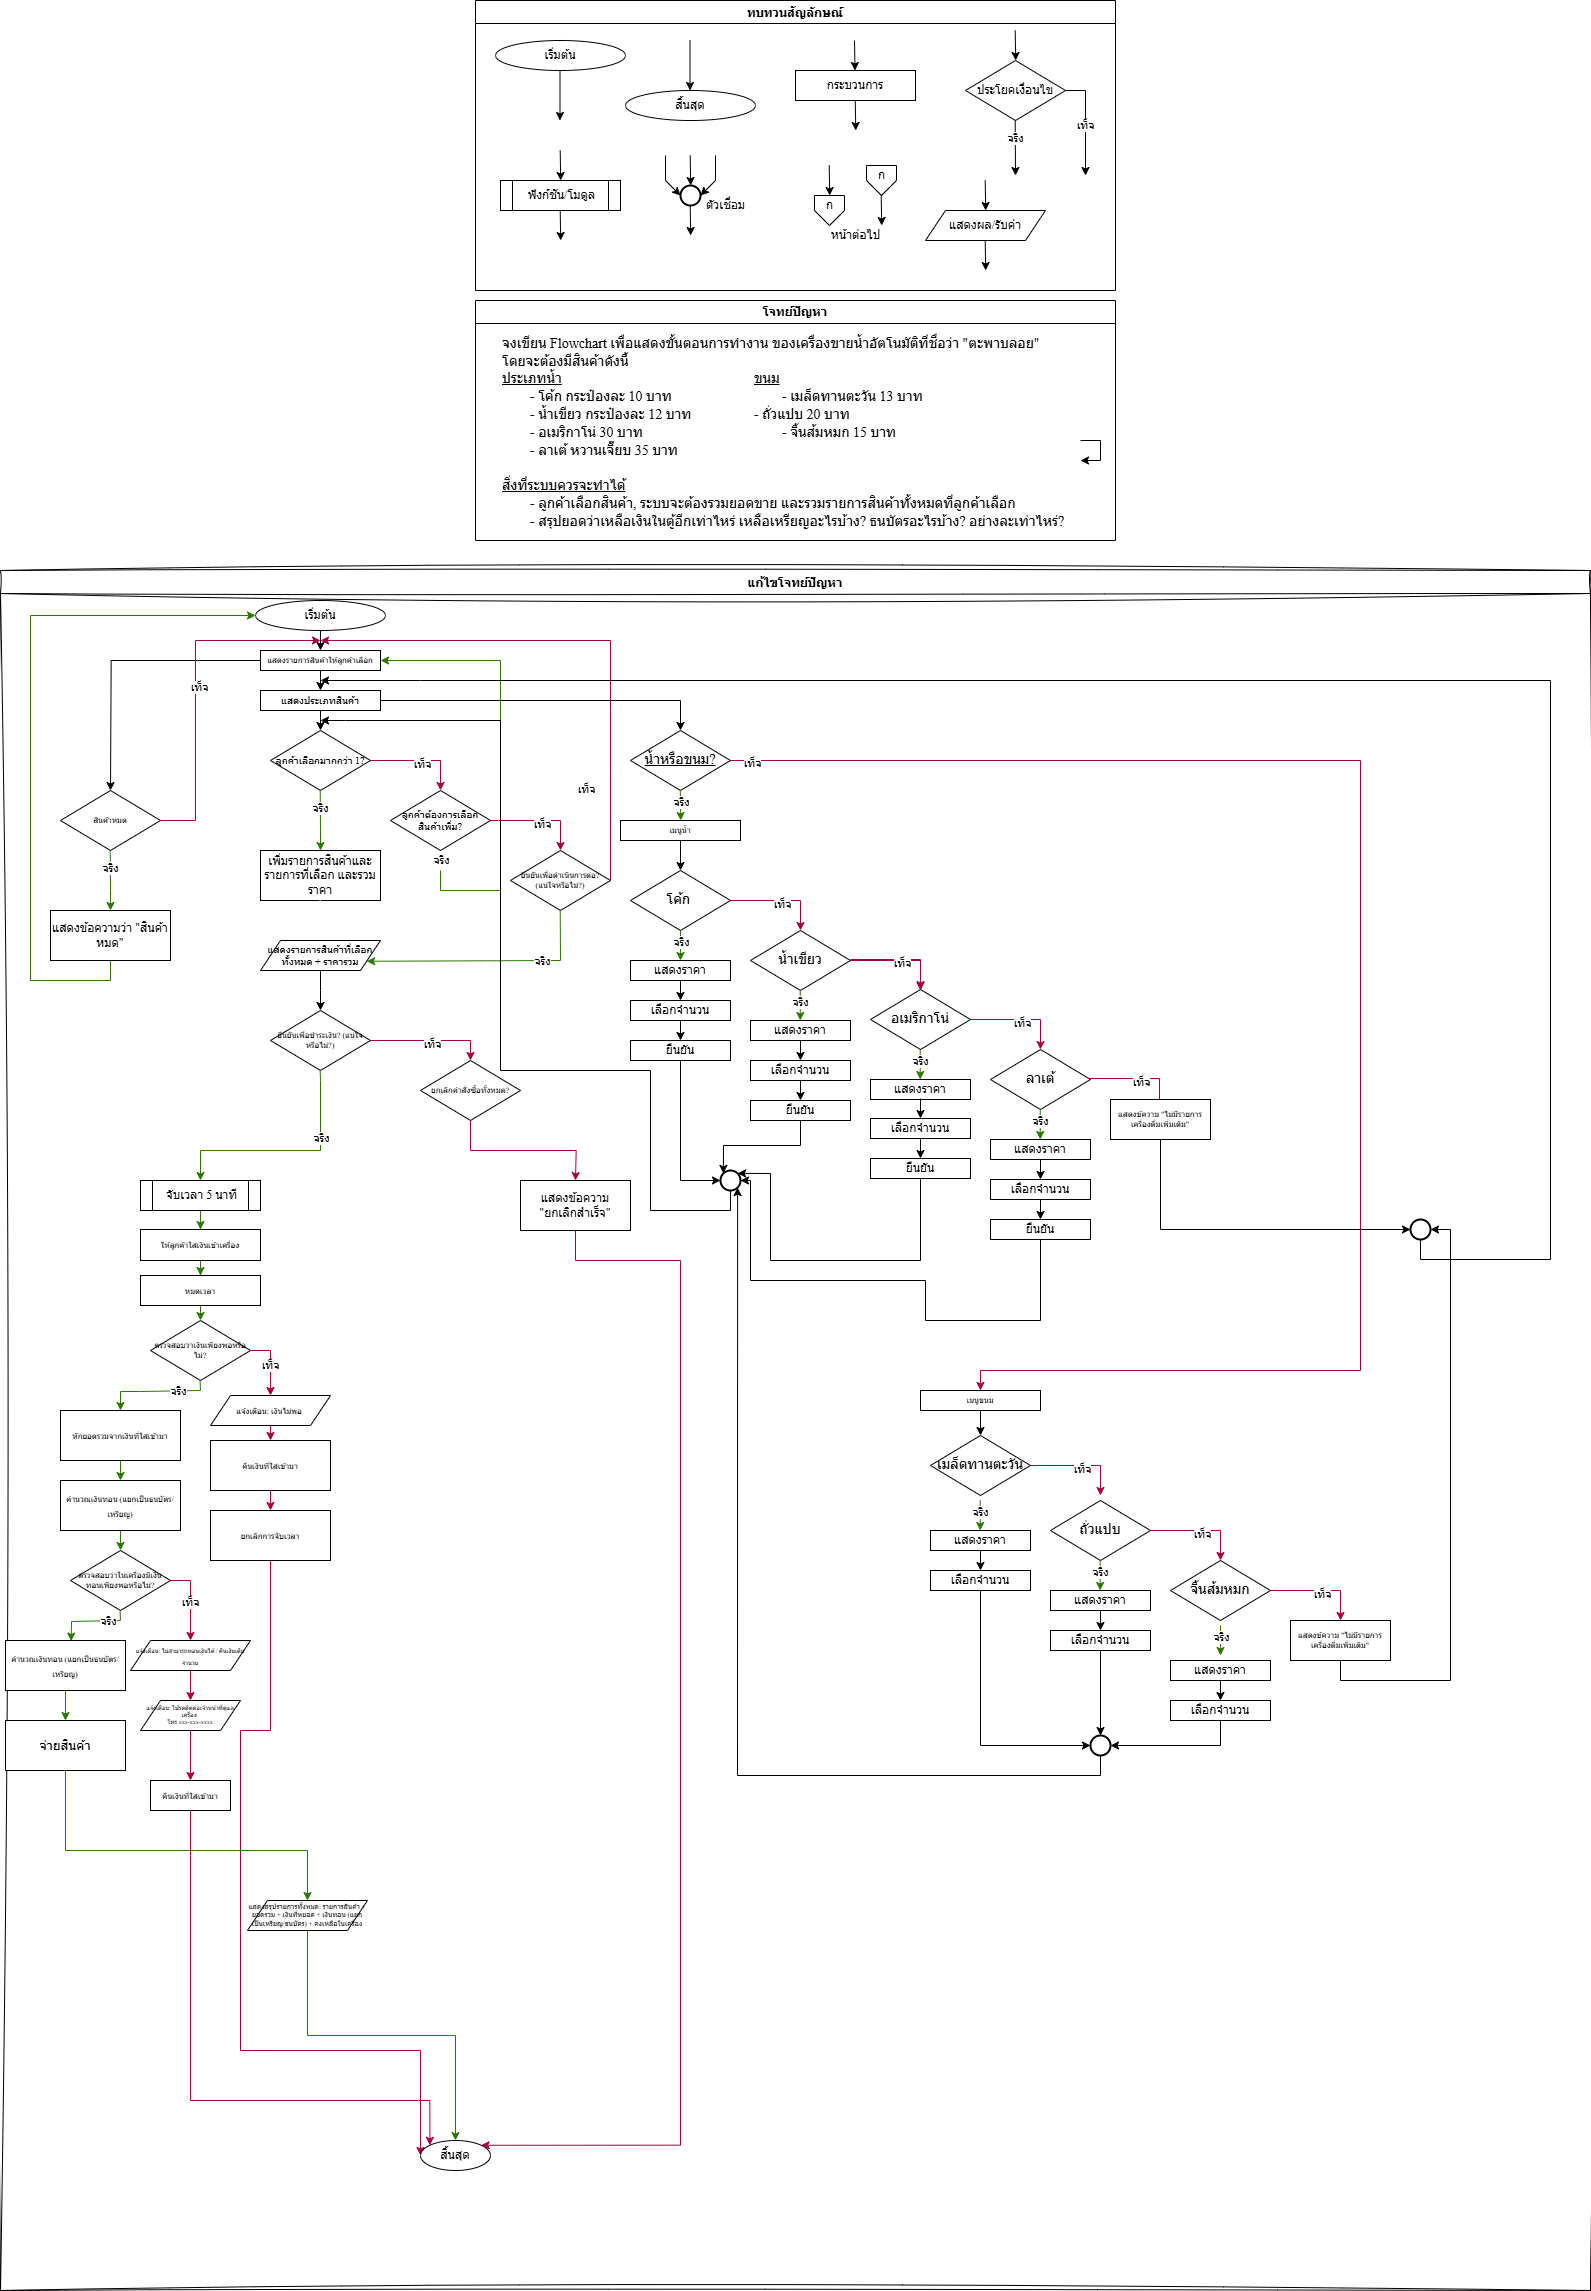 ทบทวนสัญลักษณ์
เริ่มต้น
สิ้นสุด
กระบวนการ
ประโยคเงื่อนไข
จริง
เท็จ
ฟังก์ชัน/โมดูล
ตัวเชื่อม
ก
ก
หน้าต่อไป
แสดงผล/รับค่า
โจทย์ปัญหา
จงเขียน Flowchart เพื่อแสดงขั้นตอนการทำงาน ของเครื่องขายน้ำอัตโนมัติที่ชื่อว่า "ตะพาบลอย"
โดยจะต้องมีสินค้าดังนี้
ประเภทน้ำ
ขนม
- โค้ก กระป๋องละ 10 บาท
- เมล็ดทานตะวัน 13 บาท
- น้ำเขียว กระป๋องละ 12 บาท
- ถั่วแปบ 20 บาท
- อเมริกาโน่ 30 บาท
- จิ้นส้มหมก 15 บาท
- ลาเต้ หวานเจี๊ยบ 35 บาท
สิ่งที่ระบบควรจะทำได้
- ลูกค้าเลือกสินค้า, ระบบจะต้องรวมยอดขาย และรวมรายการสินค้าทั้งหมดที่ลูกค้าเลือก
- สรุปยอดว่าเหลือเงินในตู้อีกเท่าไหร่ เหลือเหรียญอะไรบ้าง? ธนบัตรอะไรบ้าง? อย่างละเท่าไหร่?
แก้ไขโจทย์ปัญหา
เริ่มต้น
แสดงรายการสินค้าให้ลูกค้าเลือก
เท็จ
แสดงประเภทสินค้า
ลูกค้าเลือกมากกว่า 1?
เท็จ
น้ำหรือขนม?
เท็จ
เท็จ
จริง
จริง
สินค้าหมด
ลูกค้าต้องการเลือก
สินค้าเพิ่ม?
เท็จ
เมนูน้ำ
จริง
เพิ่มรายการสินค้าและ
รายการที่เลือก และรวม
ราคา
จริง
ยืนยันเพื่อดำเนินการต่อ?
(แน่ใจหรือไม่?)
โค้ก
เท็จ
แสดงข้อความว่า "สินค้า
หมด"
แสดงรายการสินค้าที่เลือก
ทั้งหมด + ราคารวม
จริง
จริง
แสดงราคา
เลือกจำนวน
ยืนยัน
น้ำเขียว
เท็จ
จริง
แสดงราคา
เลือกจำนวน
ยืนยัน
อเมริกาโน่
เท็จ
จริง
แสดงราคา
เลือกจำนวน
ยืนยัน
ลาเต้
เท็จ
จริง
แสดงราคา
เลือกจำนวน
ยืนยัน
แสดงข้ความ "ไม่มีรายการ
เครื่องดื่มเพิ่มเติม"
ยืนยันเพื่อชำระเงิน? (แน่ใจ
หรือไม่?)
เท็จ
ยกเลิกคำสั่งซื้อทั้งหมด?
จริง
แสดงข้อความ
"ยกเลิกสำเร็จ"
จับเวลา 5 นาที
ให้ลูกค้าใส่เงินเข้าเครื่อง
หมดเวลา
ตรวจสอบว่าเงินเพียงพอหรือ
ไม่?
เท็จ
จริง
แจ้งเตือน: เงินไม่พอ
หักยอดรวมจากเงินที่ใส่เข้ามา
คืนเงินที่ใส่เข้ามา
คำนวณเงินทอน (แยกเป็นธนบัตร/
เหรียญ)
ยกเลิกการจับเวลา
ตรวจสอบว่าในเครื่องมีเงิน
ทอนเพียงพอหรือไม่?
เท็จ
จริง
คำนวณเงินทอน (แยกเป็นธนบัตร/
เหรียญ)
แจ้งเตือน: ไม่สามารถทอนเงินได้ / คืนเงินเต็ม
จำนวน
แจ้งเตือน: โปรดติดต่อเจ้าหน้าที่ดูแล
เครื่อง
โทร xxx-xxx-xxxx
จ่ายสินค้า
คืนเงินที่ใส่เข้ามา
เมนูขนม
เมล็ดทานตะวัน
เท็จ
จริง
แสดงราคา
เลือกจำนวน
ถั่วแปบ
เท็จ
จริง
แสดงราคา
เลือกจำนวน
จิ้นส้มหมก
เท็จ
จริง
แสดงราคา
เลือกจำนวน
แสดงข้ความ "ไม่มีรายการ
เครื่องดื่มเพิ่มเติม"
แสดงสรุปรายการทั้งหมด: รายการสินค้า
ยอดรวม + เงินที่หยอด + เงินทอน (แยก
เป็นเหรียญ/ธนบัตร) + คงเหลือในเครื่อง
สิ้นสุด